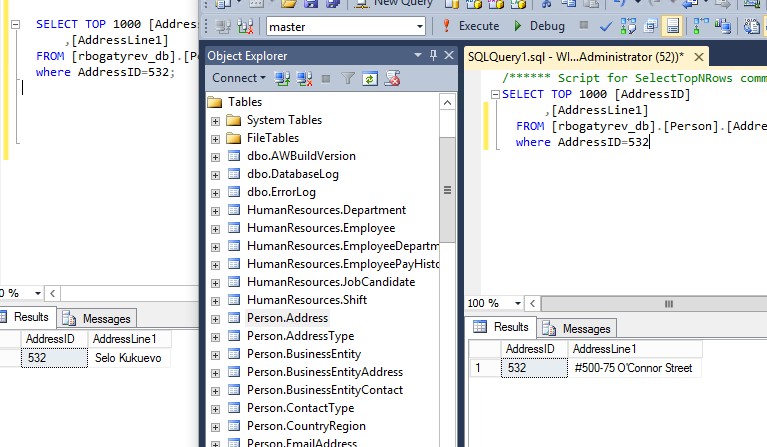 SELECT TOP 1000 [Address
,[AddressLine1]
FROM [rbogatyrev_db].[Pe
where AddressID=532;
0 %
Results
Messages
AddressID AddressLine1
532 Selo Kukuevo
New Query
master
Execute
Debug
Object Explorer
Connect
Tables
System Tables
FileTables
dbo.AWBuildVersion
dbo.DatabaseLog
dbo.ErrorLog
HumanResources.Department
HumanResources.Employee
HumanResources.EmployeeDepartm
HumanResources.EmployeePayHisto
HumanResources.JobCandidate
HumanResources.Shift
Person.Address
Person.AddressType
Person.BusinessEntity
Person.BusinessEntityAddress
Person.BusinessEntityContact
Person.ContactType
Person.CountryRegion
Person.EmailAddress
SQLQuery1.sql - WI...Administrator (52))*
/****** Script for SelectTopNRows comm
SELECT TOP 1000 [AddressID]
,[AddressLine1]
FROM [rbogatyrev_db].[Person].[Addre
where AddressID=532
100 %
Results
Messages
AddressID AddressLine1
1 532 #500-75 O'Connor Street